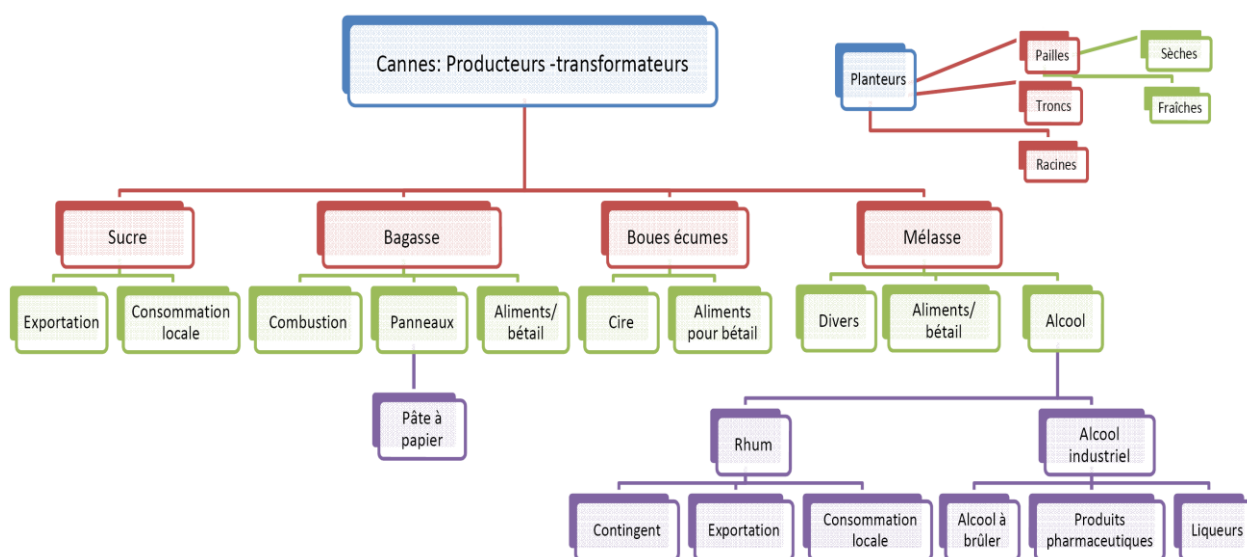 Cannes: Producteurs -transformateurs
Planteurs
Pailles
Sèches
Troncs
Fraîches
Racines
Sucre
Bagasse
Boues écumes
Mélasse
Exportation
Consommation
locale
Combustion
Panneaux
Aliments/
bétail
Cire
Aliments
pour bétail
Divers
Aliments/
bétail
Alcool
Pâte à
papier
Rhum
Alcool
industriel
Contingent
Exportation
Consommation
locale
Alcool à
brûler
Produits
pharmaceutiques
Liqueurs